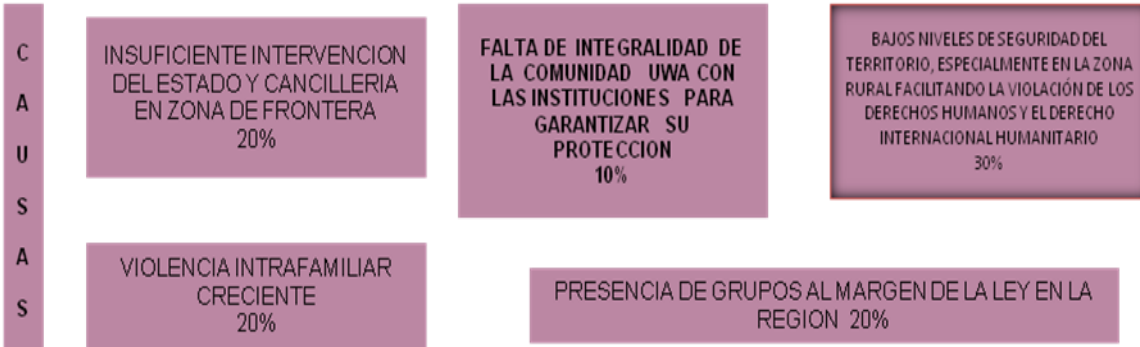 CAUSAS
INSUFICIENTE INTERVENCION
DEL ESTADO Y CANCILLERIA
EN ZONA DE FRONTERA
20%
FALTA DE INTEGRALIDAD DE
LA COMUNIDAD UWA CON
LAS INSTITUCIONES PARA
GARANTIZAR SU
PROTECCION
10%
BAJOS NIVELES DE SEGURIDAD DEL
TERRITORIO, ESPECIALMENTE EN LA ZONA
RURAL FACILITANDO LA VIOLACIÓN DE LOS
DERECHOS HUMANOS Y EL DERECHO
INTERNACIONAL HUMANITARIO
30%
VIOLENCIA INTRAFAMILIAR
CRECIENTE
20%
PRESENCIA DE GRUPOS AL MARGEN DE LA LEY EN LA
REGION 20%